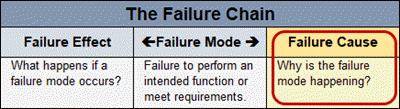 The Failure Chain
Failure Effect
←Failure Mode →
Failure Cause
What happens if a
failure mode occurs?
Failure to perform an
intended function or
meet requirements.
Why is the failure
mode happening?